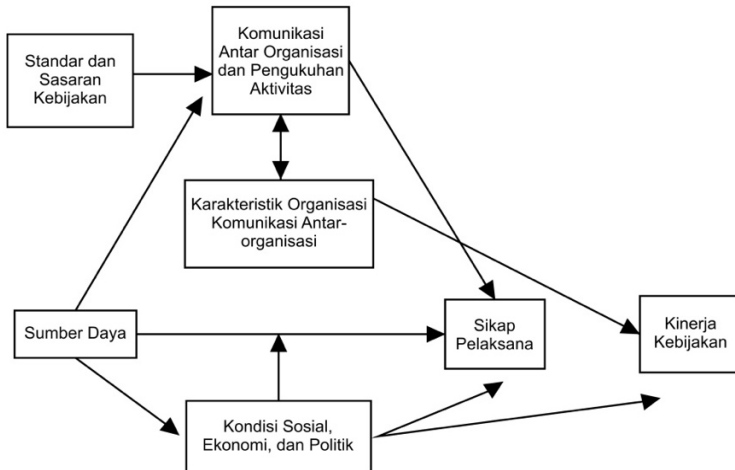 Standar dan
Sasaran
Kebijakan
Komunikasi
Antar Organisasi
dan Pengukuhan
Aktivitas
Karakteristik Organisasi
Komunikasi Antar-
organisasi
Sumber Daya
Sikap
Pelaksana
Kinerja
Kebijakan
Kondisi Sosial,
Ekonomi, dan Politik